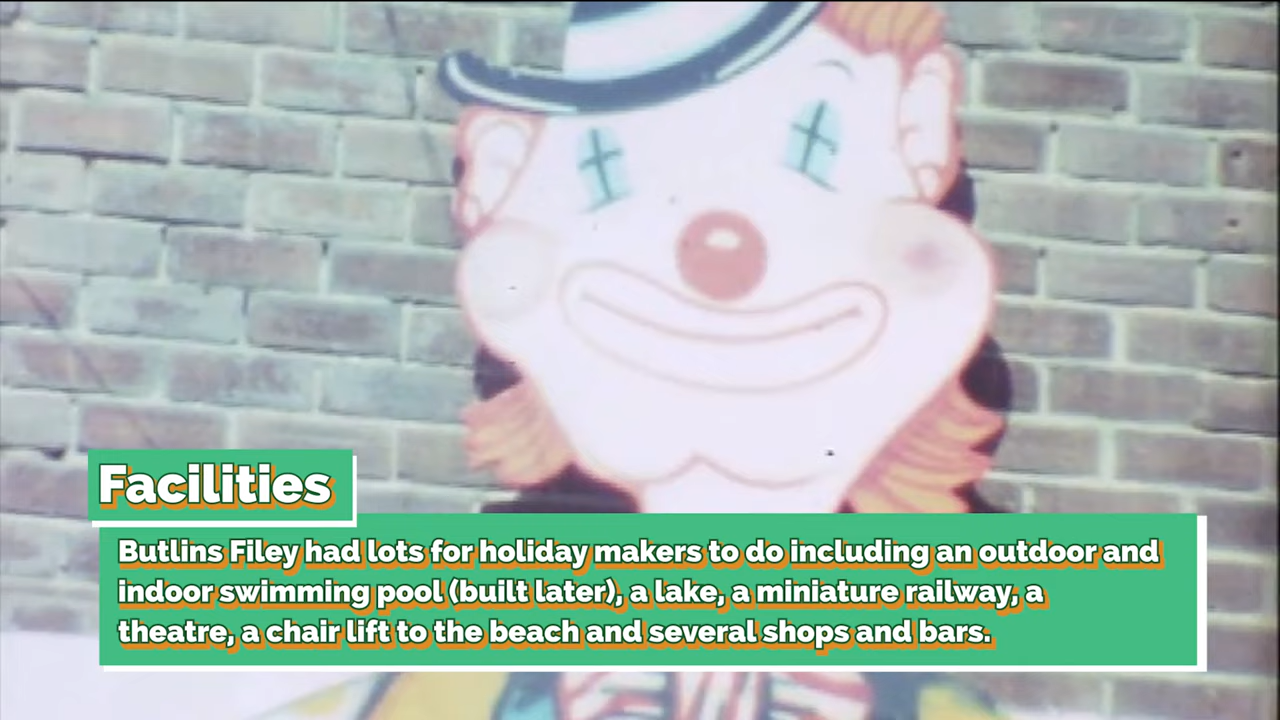 Facilities
Butlins Filey had lots for holiday makers to do including an outdoor and
indoor swimming pool (built later), a lake, a miniature railway, a
theatre, a chair lift to the beach and several shops and bars.